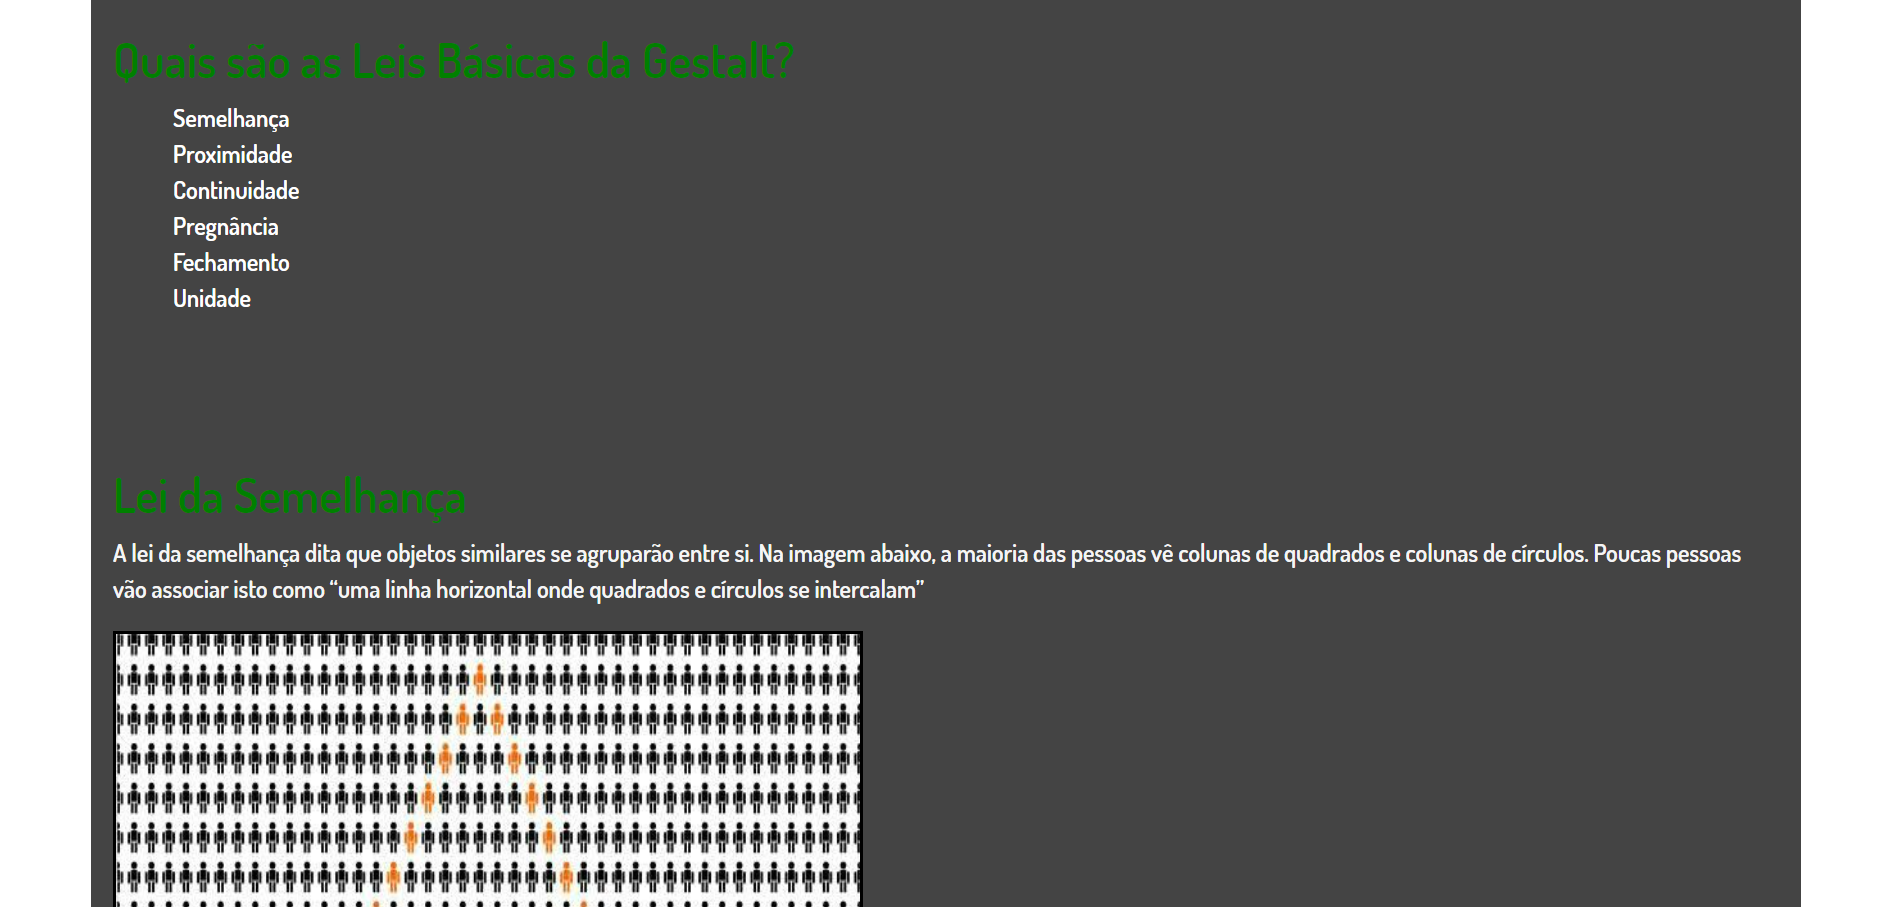 Quais são as Leis Básicas da Gestalt?
Semelhança
Proximidade
Continuidade
Pregnância
Fechamento
Unidade
Lei da Semelhança
A lei da semelhança dita que objetos similares se agruparão entre si. Na imagem abaixo, a maioria das pessoas vê colunas de quadrados e colunas de círculos. Poucas pessoas
vão associar isto como “uma linha horizontal onde quadrados e círculos se intercalam”